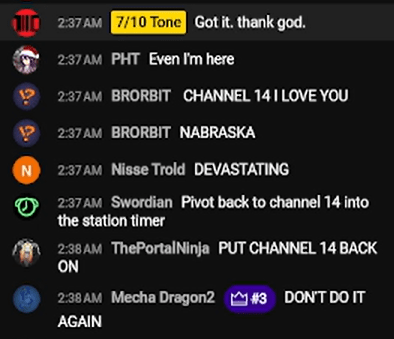 2:37 AM 7/10 Tone Got it. thank god.
2:37 AM PHT Even I'm here
2:37 AM BRORBIT CHANNEL 14 I LOVE YOU
2:37 AM BRORBIT NABRASKA
N 2:37 AM Nisse Trold DEVASTATING
2:37 AM Swordian Pivot back to channel 14 into
the station timer
2:38 AM ThePortalNinja PUT CHANNEL 14 BACK
ON
2:38 AM Mecha Dragon2 #3 DON'T DO IT
AGAIN